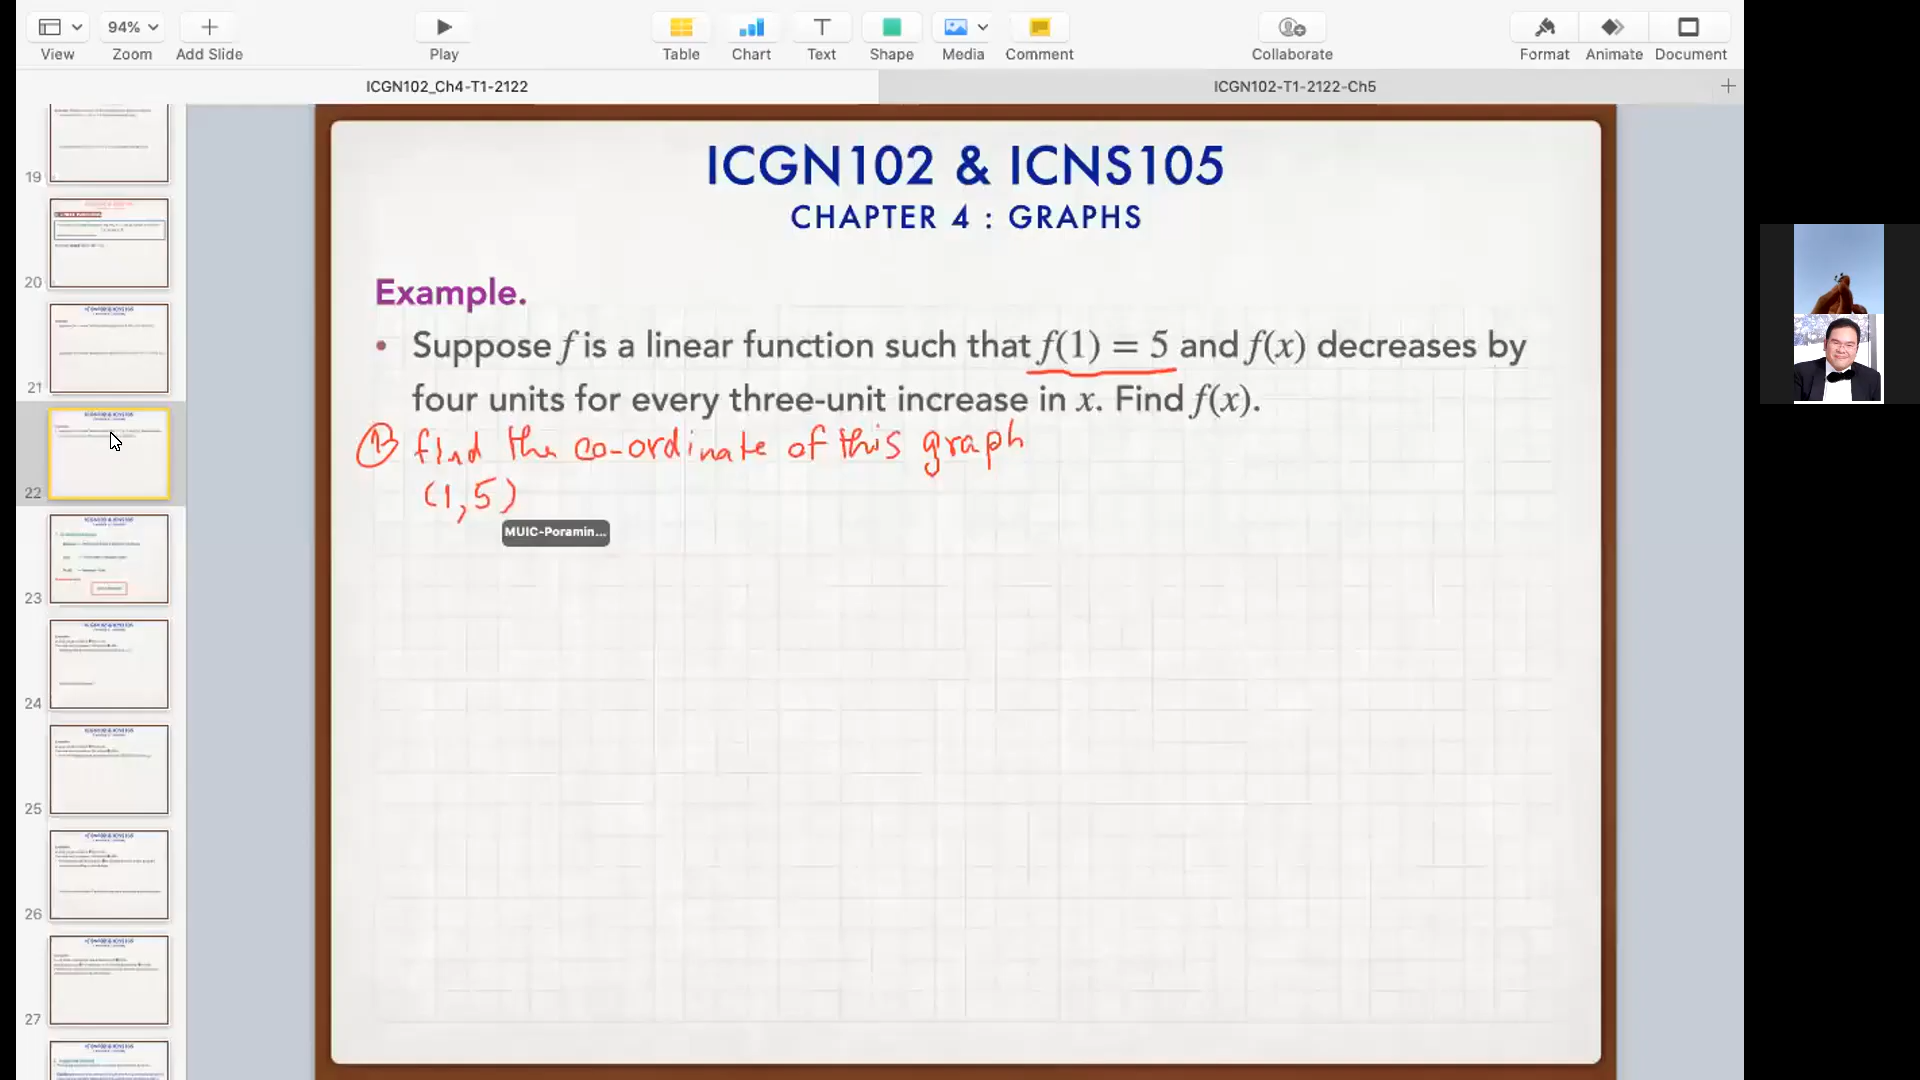 94%
View
Zoom
Add Slide
Play
Table
Chart
Text
Shape
Media
Comment
Collaborate
Format
Animate
Document
ICGN102_Ch4-T1-2122
ICGN102-T1-2122-Ch5
19
20
21
22
23
24
25
26
27
ICGN102 & ICNS105
CHAPTER 4 : GRAPHS
Example.
• Suppose f is a linear function such that f(1) = 5 and f(x) decreases by
four units for every three-unit increase in x. Find f(x).
① find the co-ordinate of this graph
(1,5)
MUIC-Poramin...